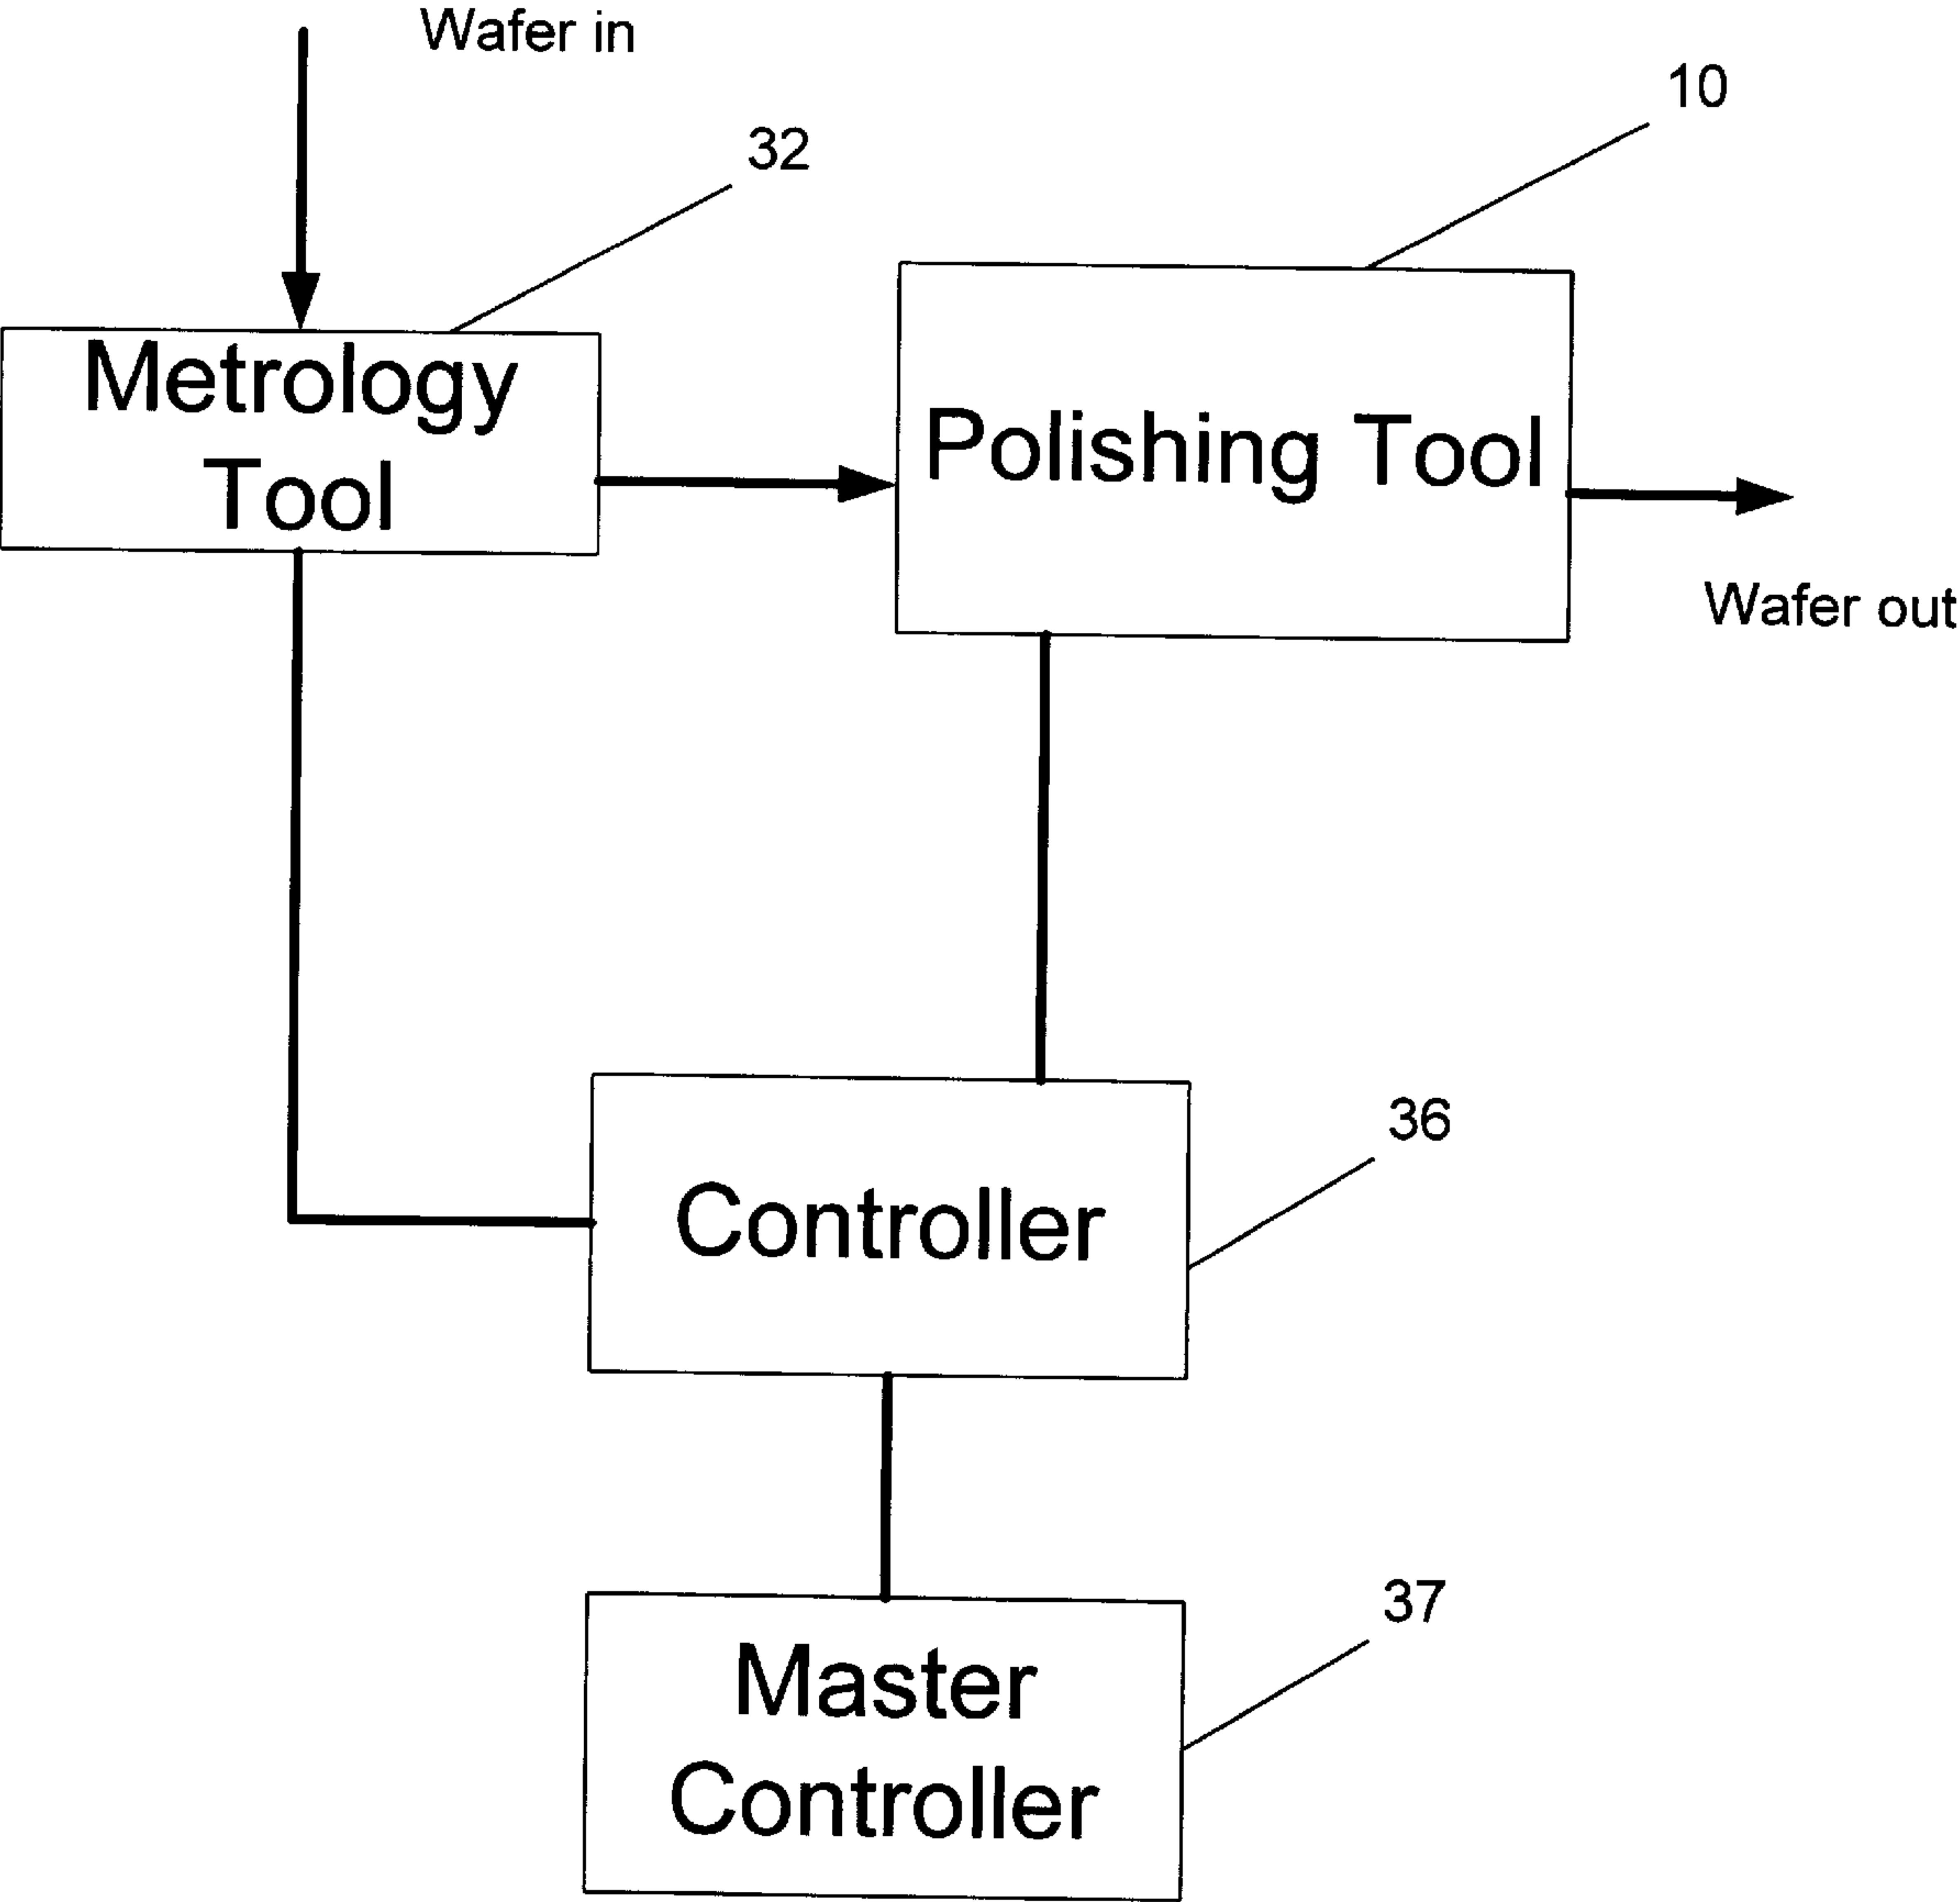 Wafer in
10
32
Metrology
Tool
Polishing Tool
Wafer out
36
Controller
37
Master
Controller